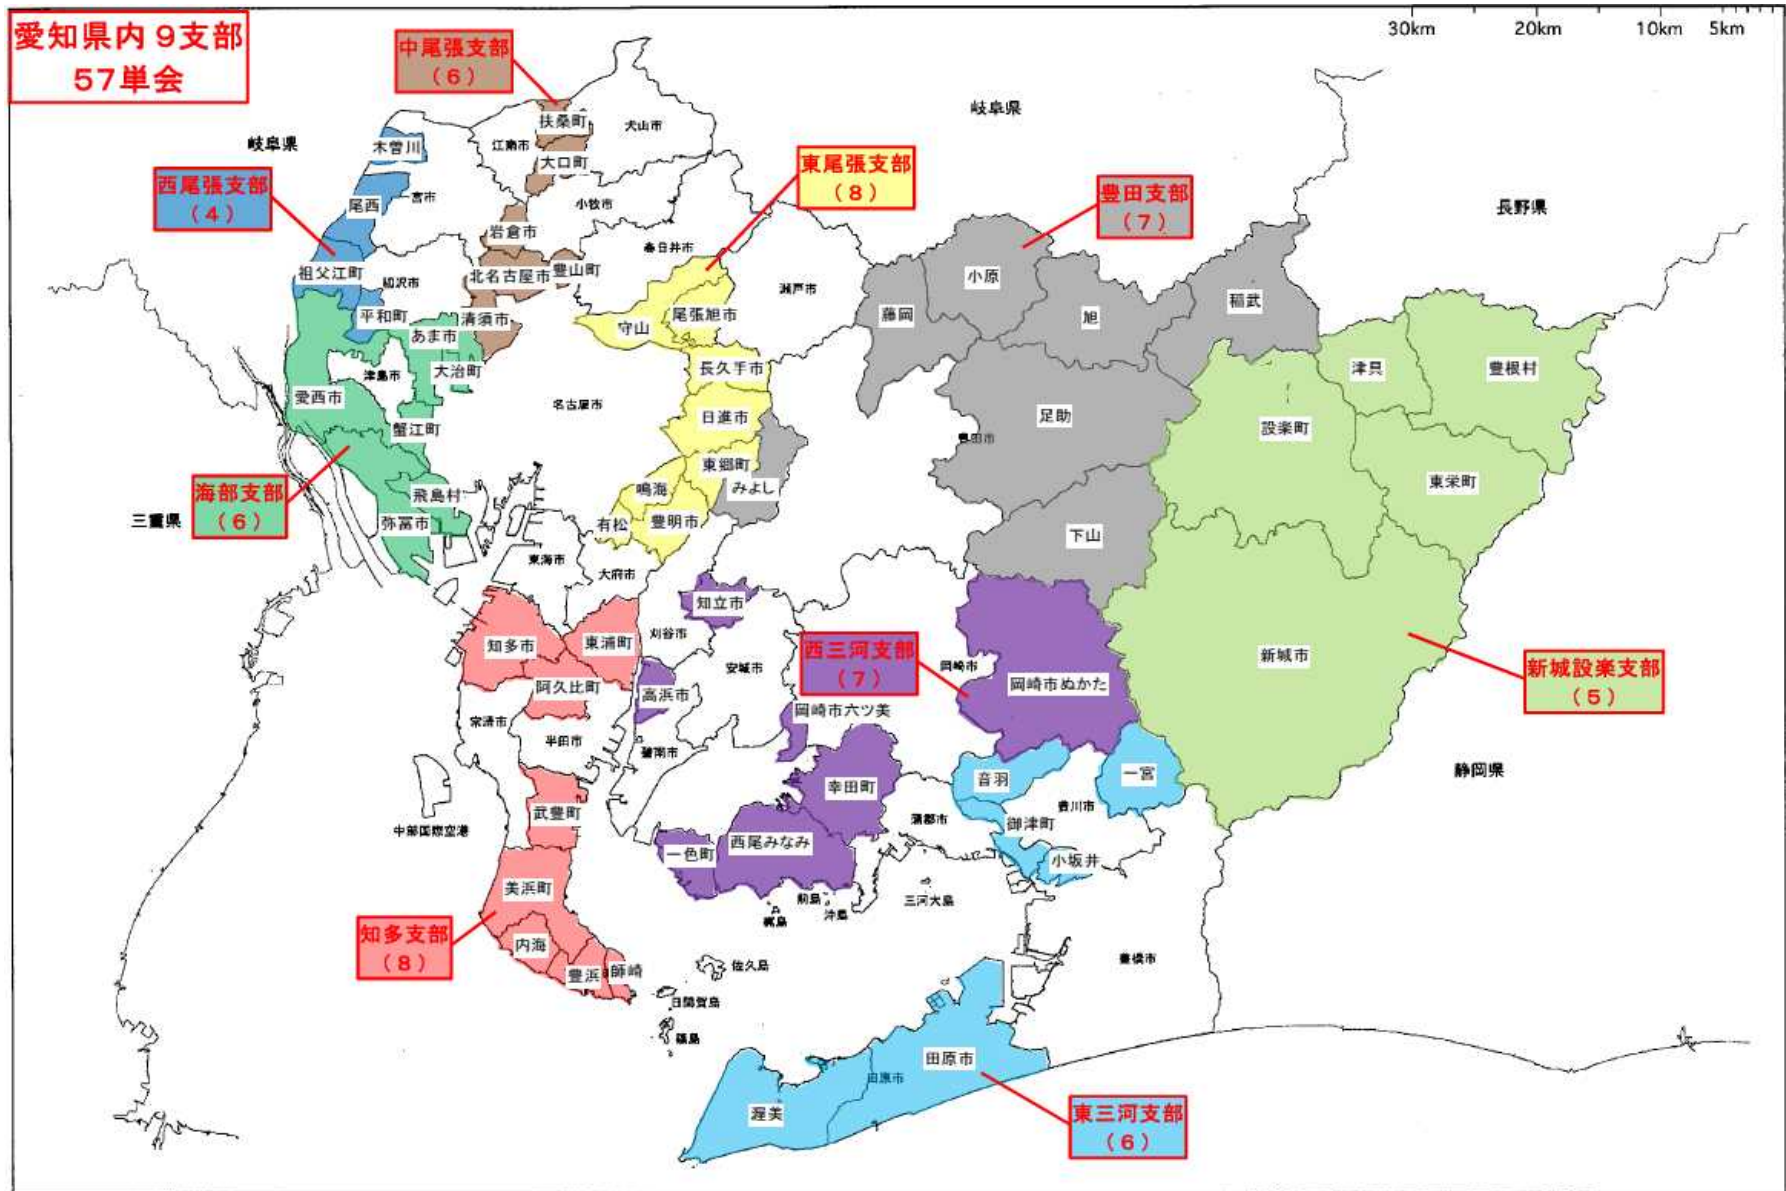 愛知県内９支部
57単会
30km
20km
10km
5km
中尾張支部
（６）
岐阜県
岐阜県
長野県
三重県
静岡県
西尾張支部
（４）
東尾張支部
（８）
豊田支部
（７）
海部支部
（６）
西三河支部
（７）
新城設楽支部
（５）
知多支部
（８）
東三河支部
（６）
扶桑町
犬山市
江南市
大口町
木曽川
尾西
宮市
小牧市
岩倉市
春日井市
北名古屋市
豊山町
祖父江町
稲沢市
平和町
清須市
あま市
大治町
津島市
愛西市
蟹江町
飛島村
弥冨市
名古屋市
守山
尾張旭市
瀬戸市
長久手市
日進市
東郷町
みよし
鳴海
有松
豊明市
藤岡
小原
旭
稲武
足助
豊田市
下山
津具
豊根村
設楽町
東栄町
新城市
東海市
大府市
知多市
東浦町
阿久比町
常滑市
半田市
武豊町
美浜町
内海
豊浜
師崎
中部国際空港
知立市
刈谷市
安城市
高浜市
碧南市
岡崎市
岡崎市ぬかた
岡崎市六ツ美
幸田町
西尾みなみ
一色町
蒲郡市
音羽
一宮
豊川市
御津町
小坂井
梶島
前島
沖島
三河大島
佐久島
日間賀島
篠島
豊橋市
田原市
田原市
渥美